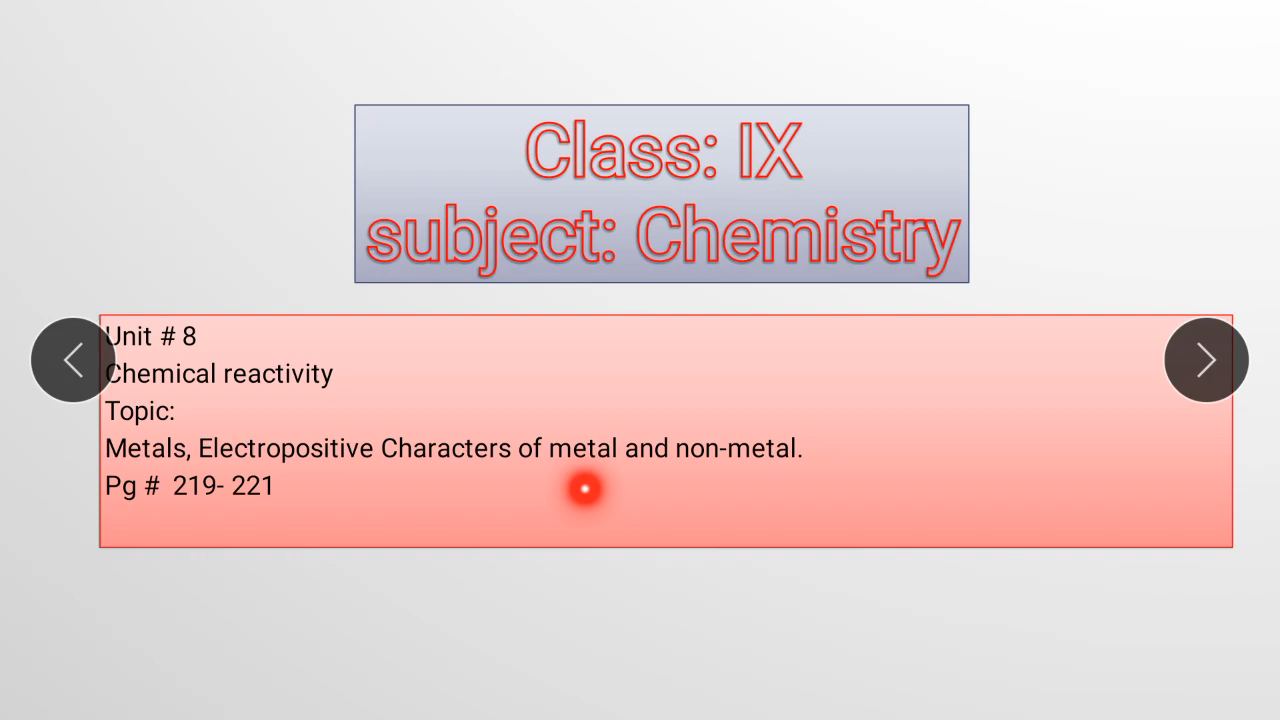 Class: IX
subject: Chemistry
Unit # 8
Chemical reactivity
Topic:
Metals, Electropositive Characters of metal and non-metal.
Pg # 219- 221